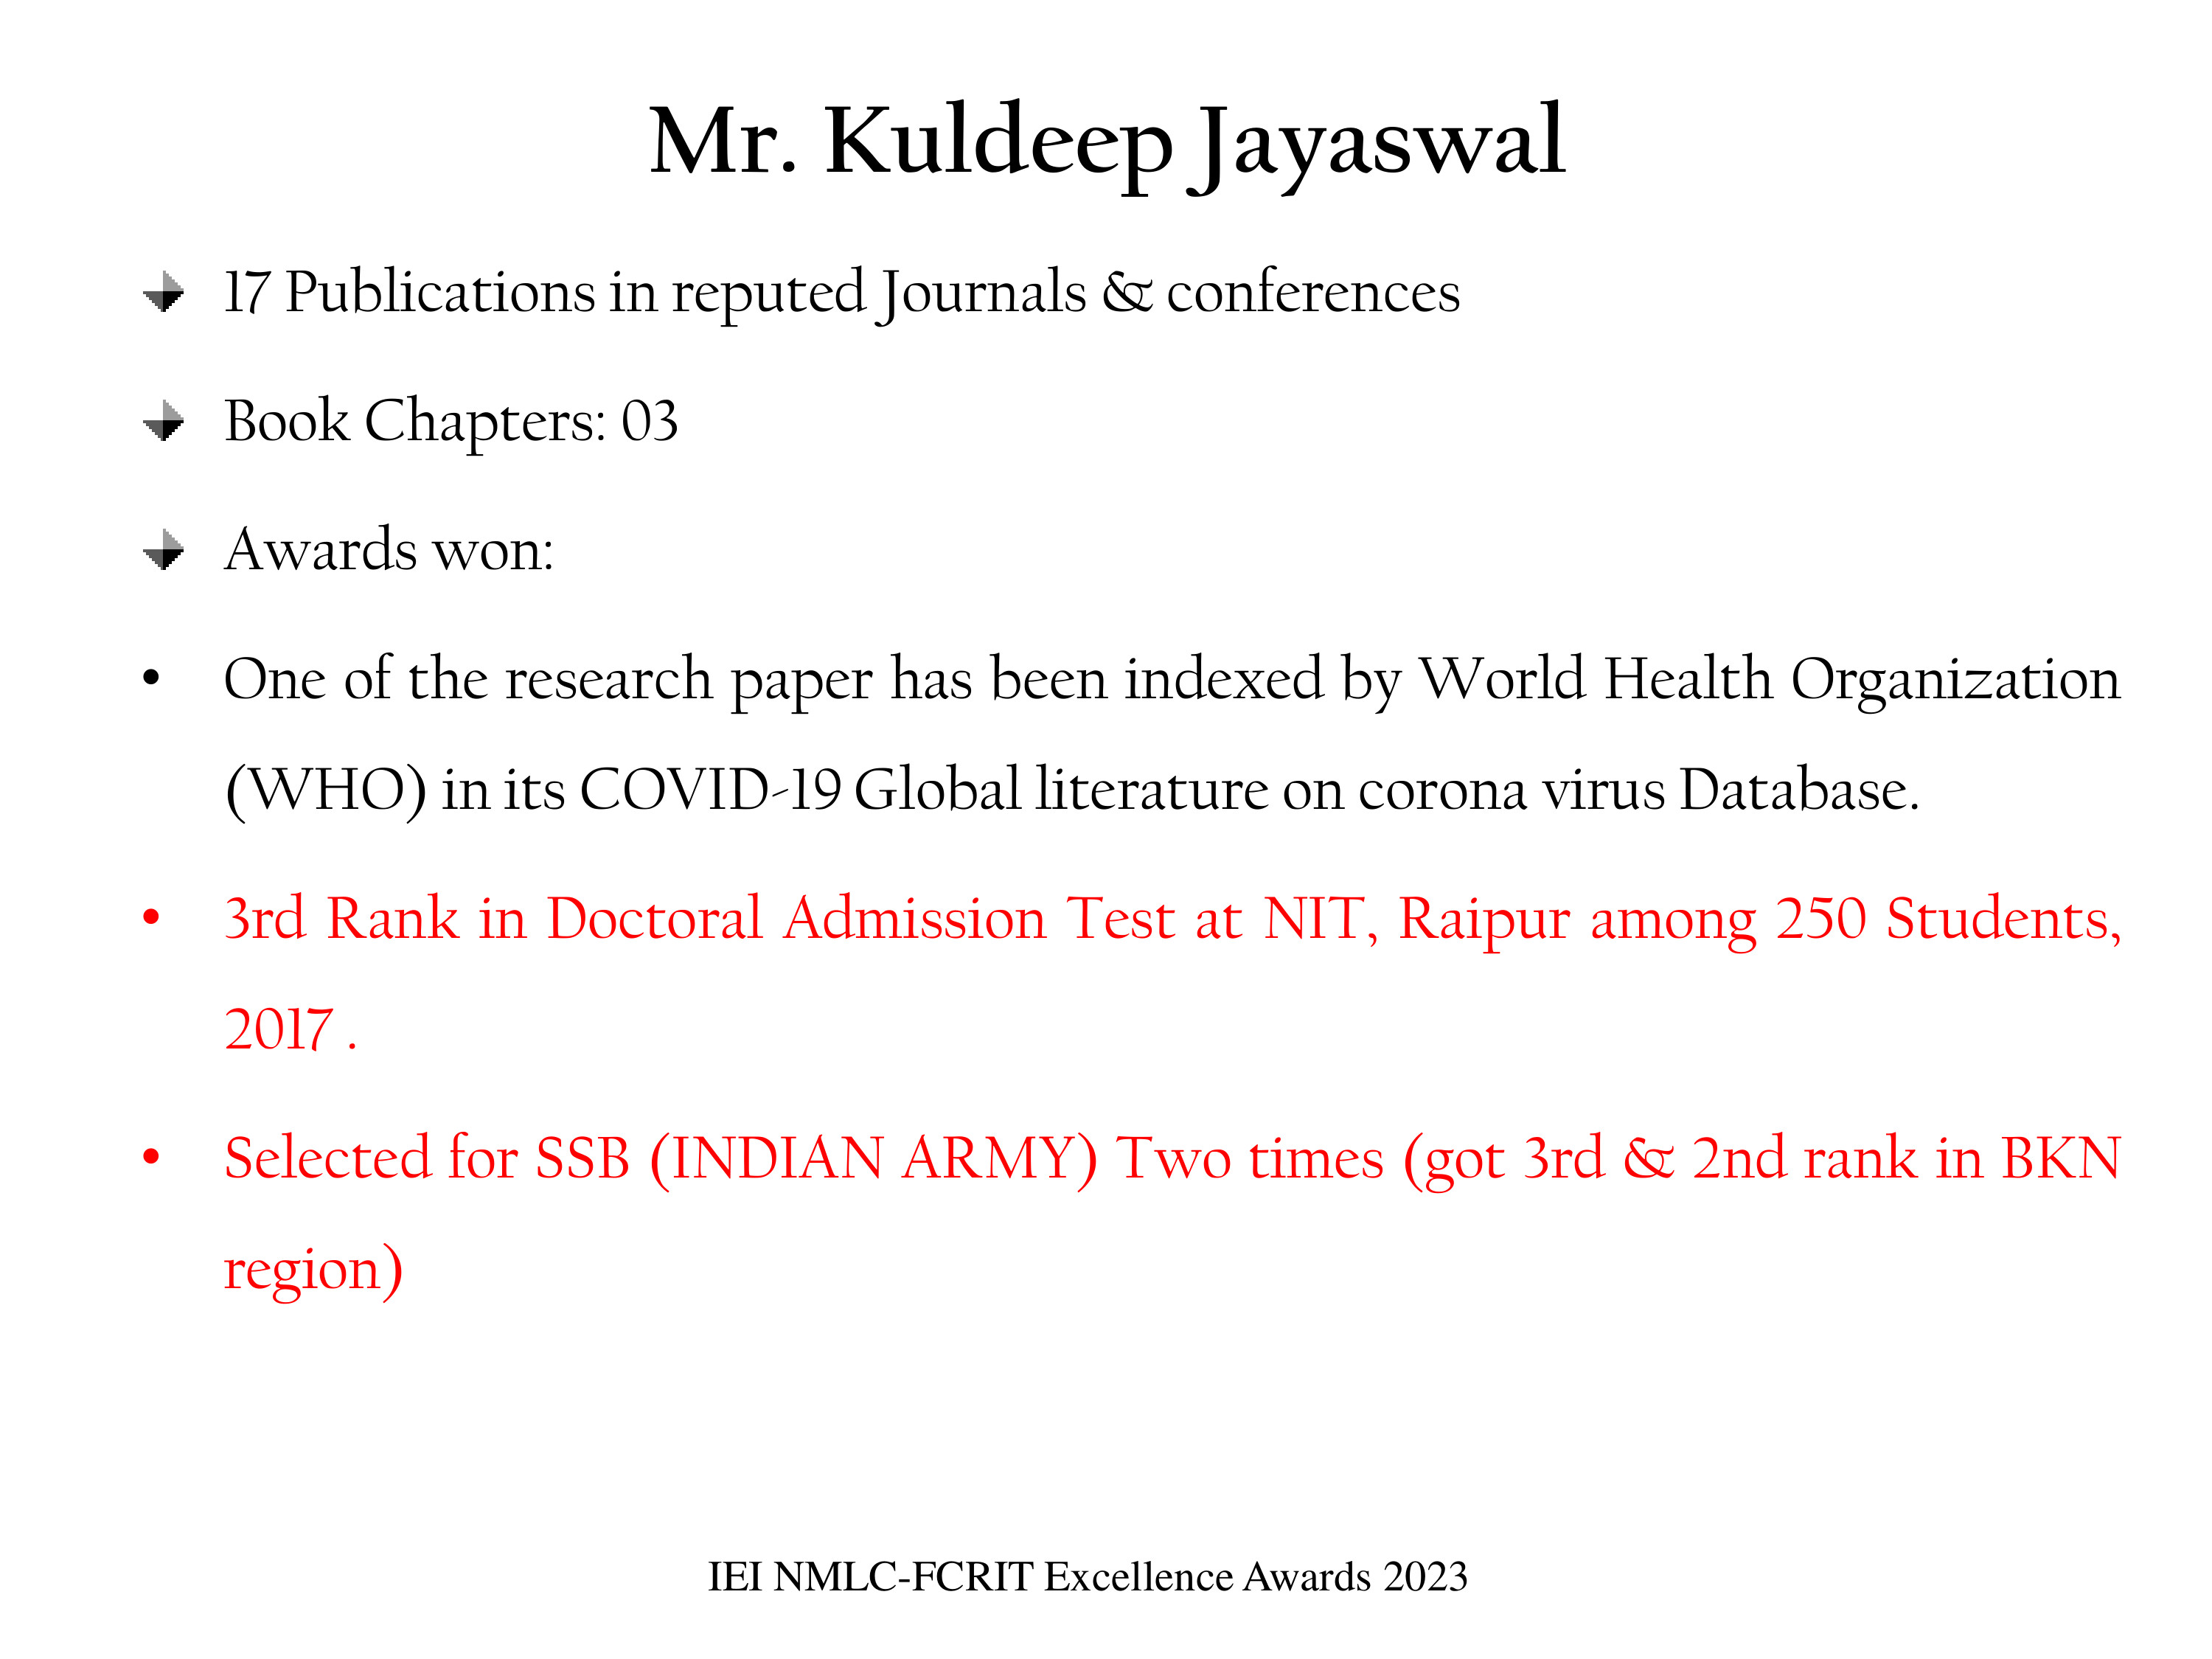 Mr. Kuldeep Jayaswal
17 Publications in reputed Journals & conferences
Book Chapters: 03
Awards won:
• One of the research paper has been indexed by World Health Organization
(WHO) in its COVID-19 Global literature on corona virus Database.
• 3rd Rank in Doctoral Admission Test at NIT, Raipur among 250 Students,
2017 .
• Selected for SSB (INDIAN ARMY) Two times (got 3rd & 2nd rank in BKN
region)
IEI NMLC-FCRIT Excellence Awards 2023